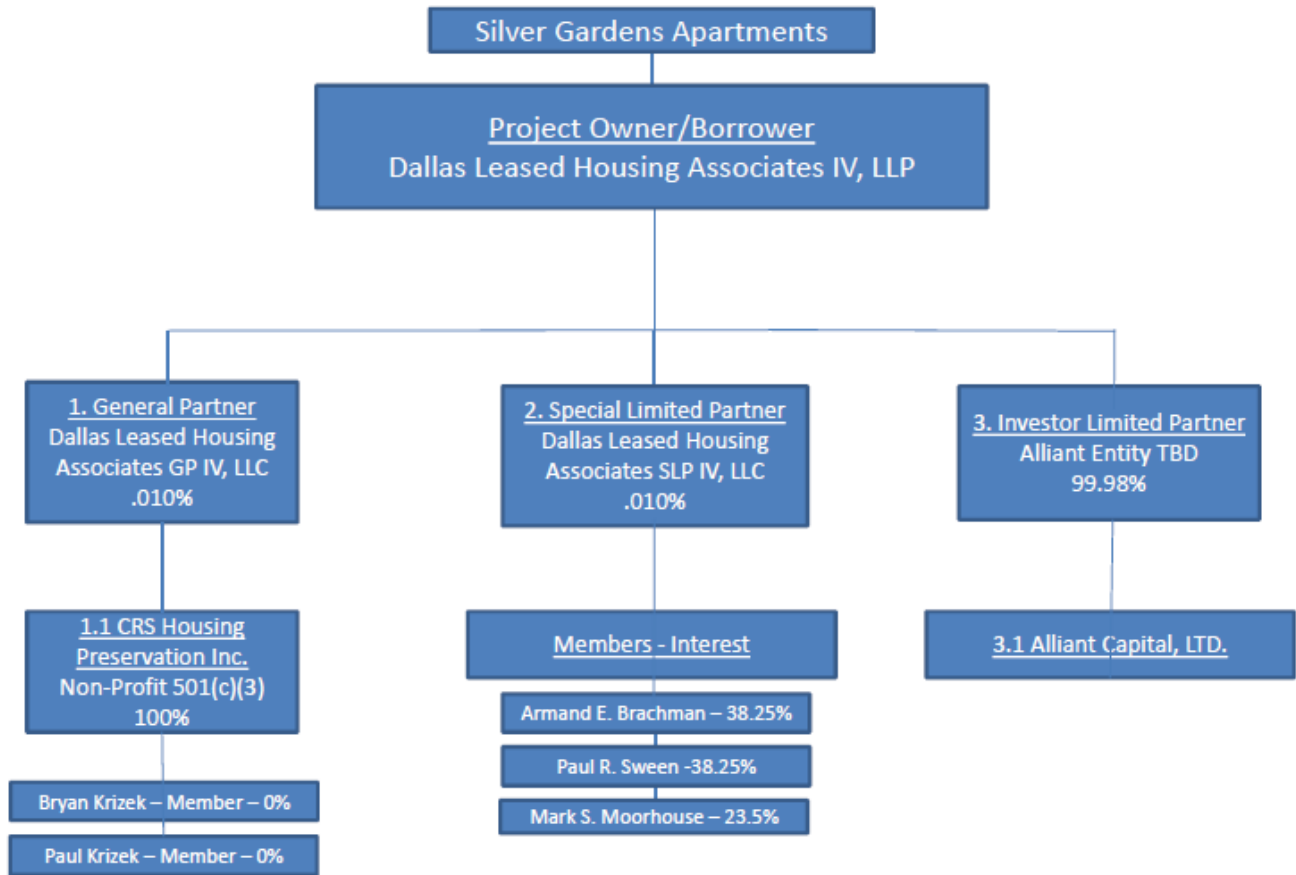 Silver Gardens Apartments
Project Owner/Borrower
Dallas Leased Housing Associates IV, LLP
1. General Partner
Dallas Leased Housing
Associates GP IV, LLC
.010%
2. Special Limited Partner
Dallas Leased Housing
Associates SLP IV, LLC
.010%
3. Investor Limited Partner
Alliant Entity TBD
99.98%
1.1 CRS Housing
Preservation Inc.
Non-Profit 501(c)(3)
100%
Members - Interest
3.1 Alliant Capital, LTD.
Armand E. Brachman – 38.25%
Paul R. Sween -38.25%
Mark S. Moorhouse – 23.5%
Bryan Krizek – Member – 0%
Paul Krizek – Member – 0%